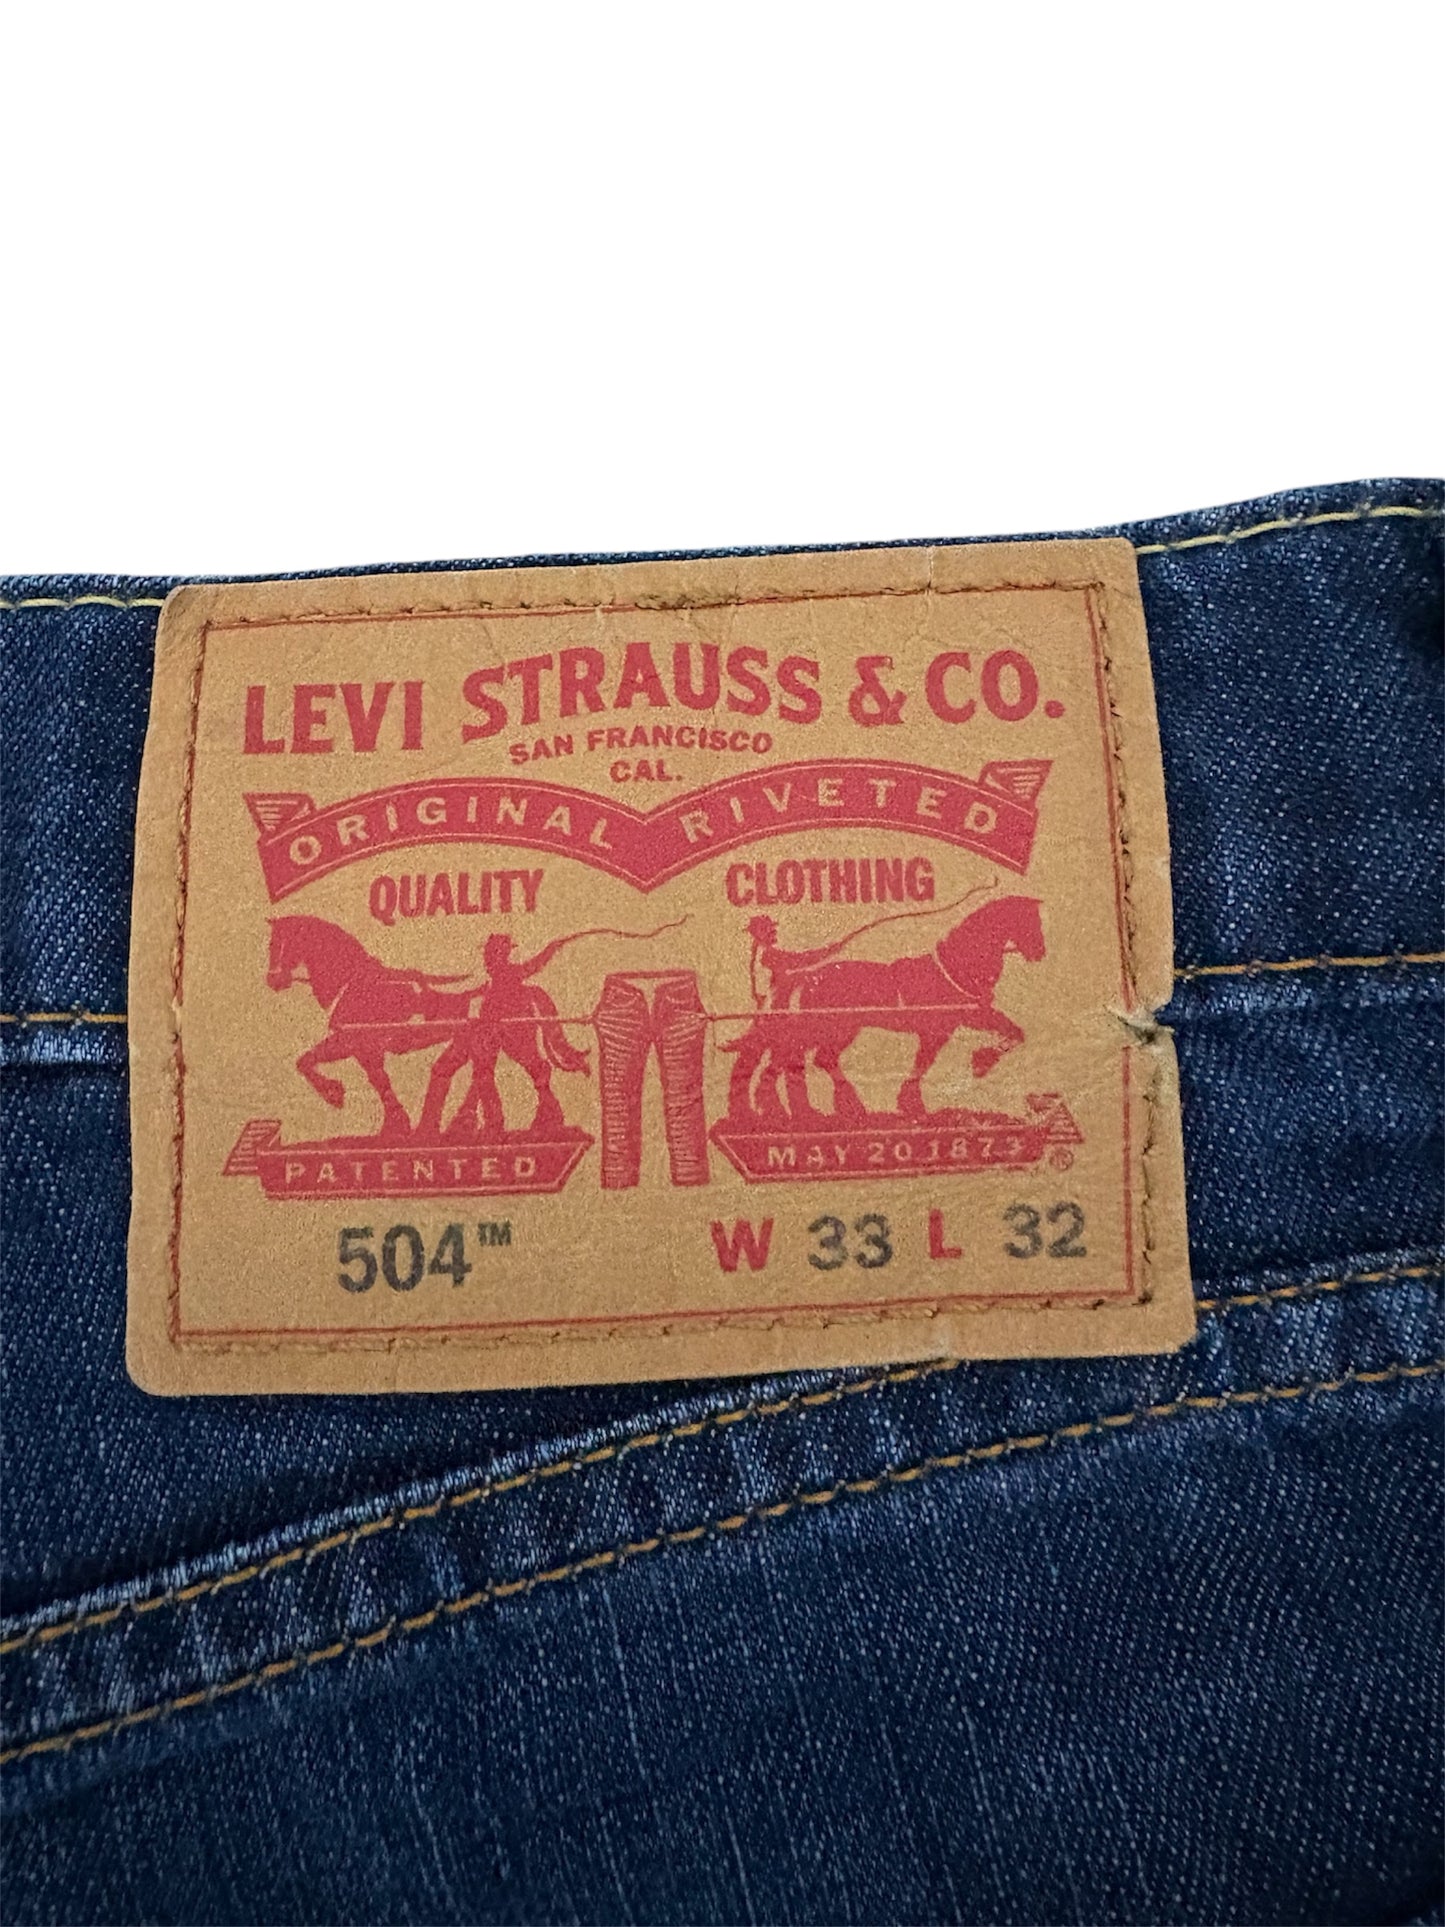 LEVI STRAUSS & CO.
SAN FRANCISCO
CAL.
ORIGINAL RIVETED
QUALITY CLOTHING
PATENTED MAY 20 1873 ®
504™ W 33 L 32